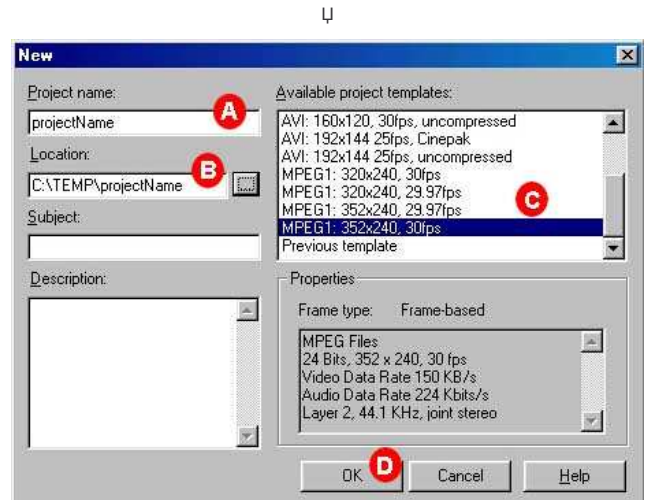 New
Project name:
A
projectName
Location:
B
C:\TEMP\projectName
...
Subject:
Description:
Available project templates:
AVI: 160x120, 30fps, uncompressed
AVI: 192x144 25fps, Cinepak
AVI: 192x144 25fps, uncompressed
MPEG1: 320x240, 30fps
MPEG1: 320x240, 29.97fps
MPEG1: 352x240, 29.97fps
C
MPEG1: 352x240, 30fps
Previous template
Properties
Frame type: Frame-based
MPEG Files
24 Bits, 352 x 240, 30 fps
Video Data Rate 150 KB/s
Audio Data Rate 224 Kbits/s
Layer 2, 44.1 KHz, joint stereo
OK D Cancel Help